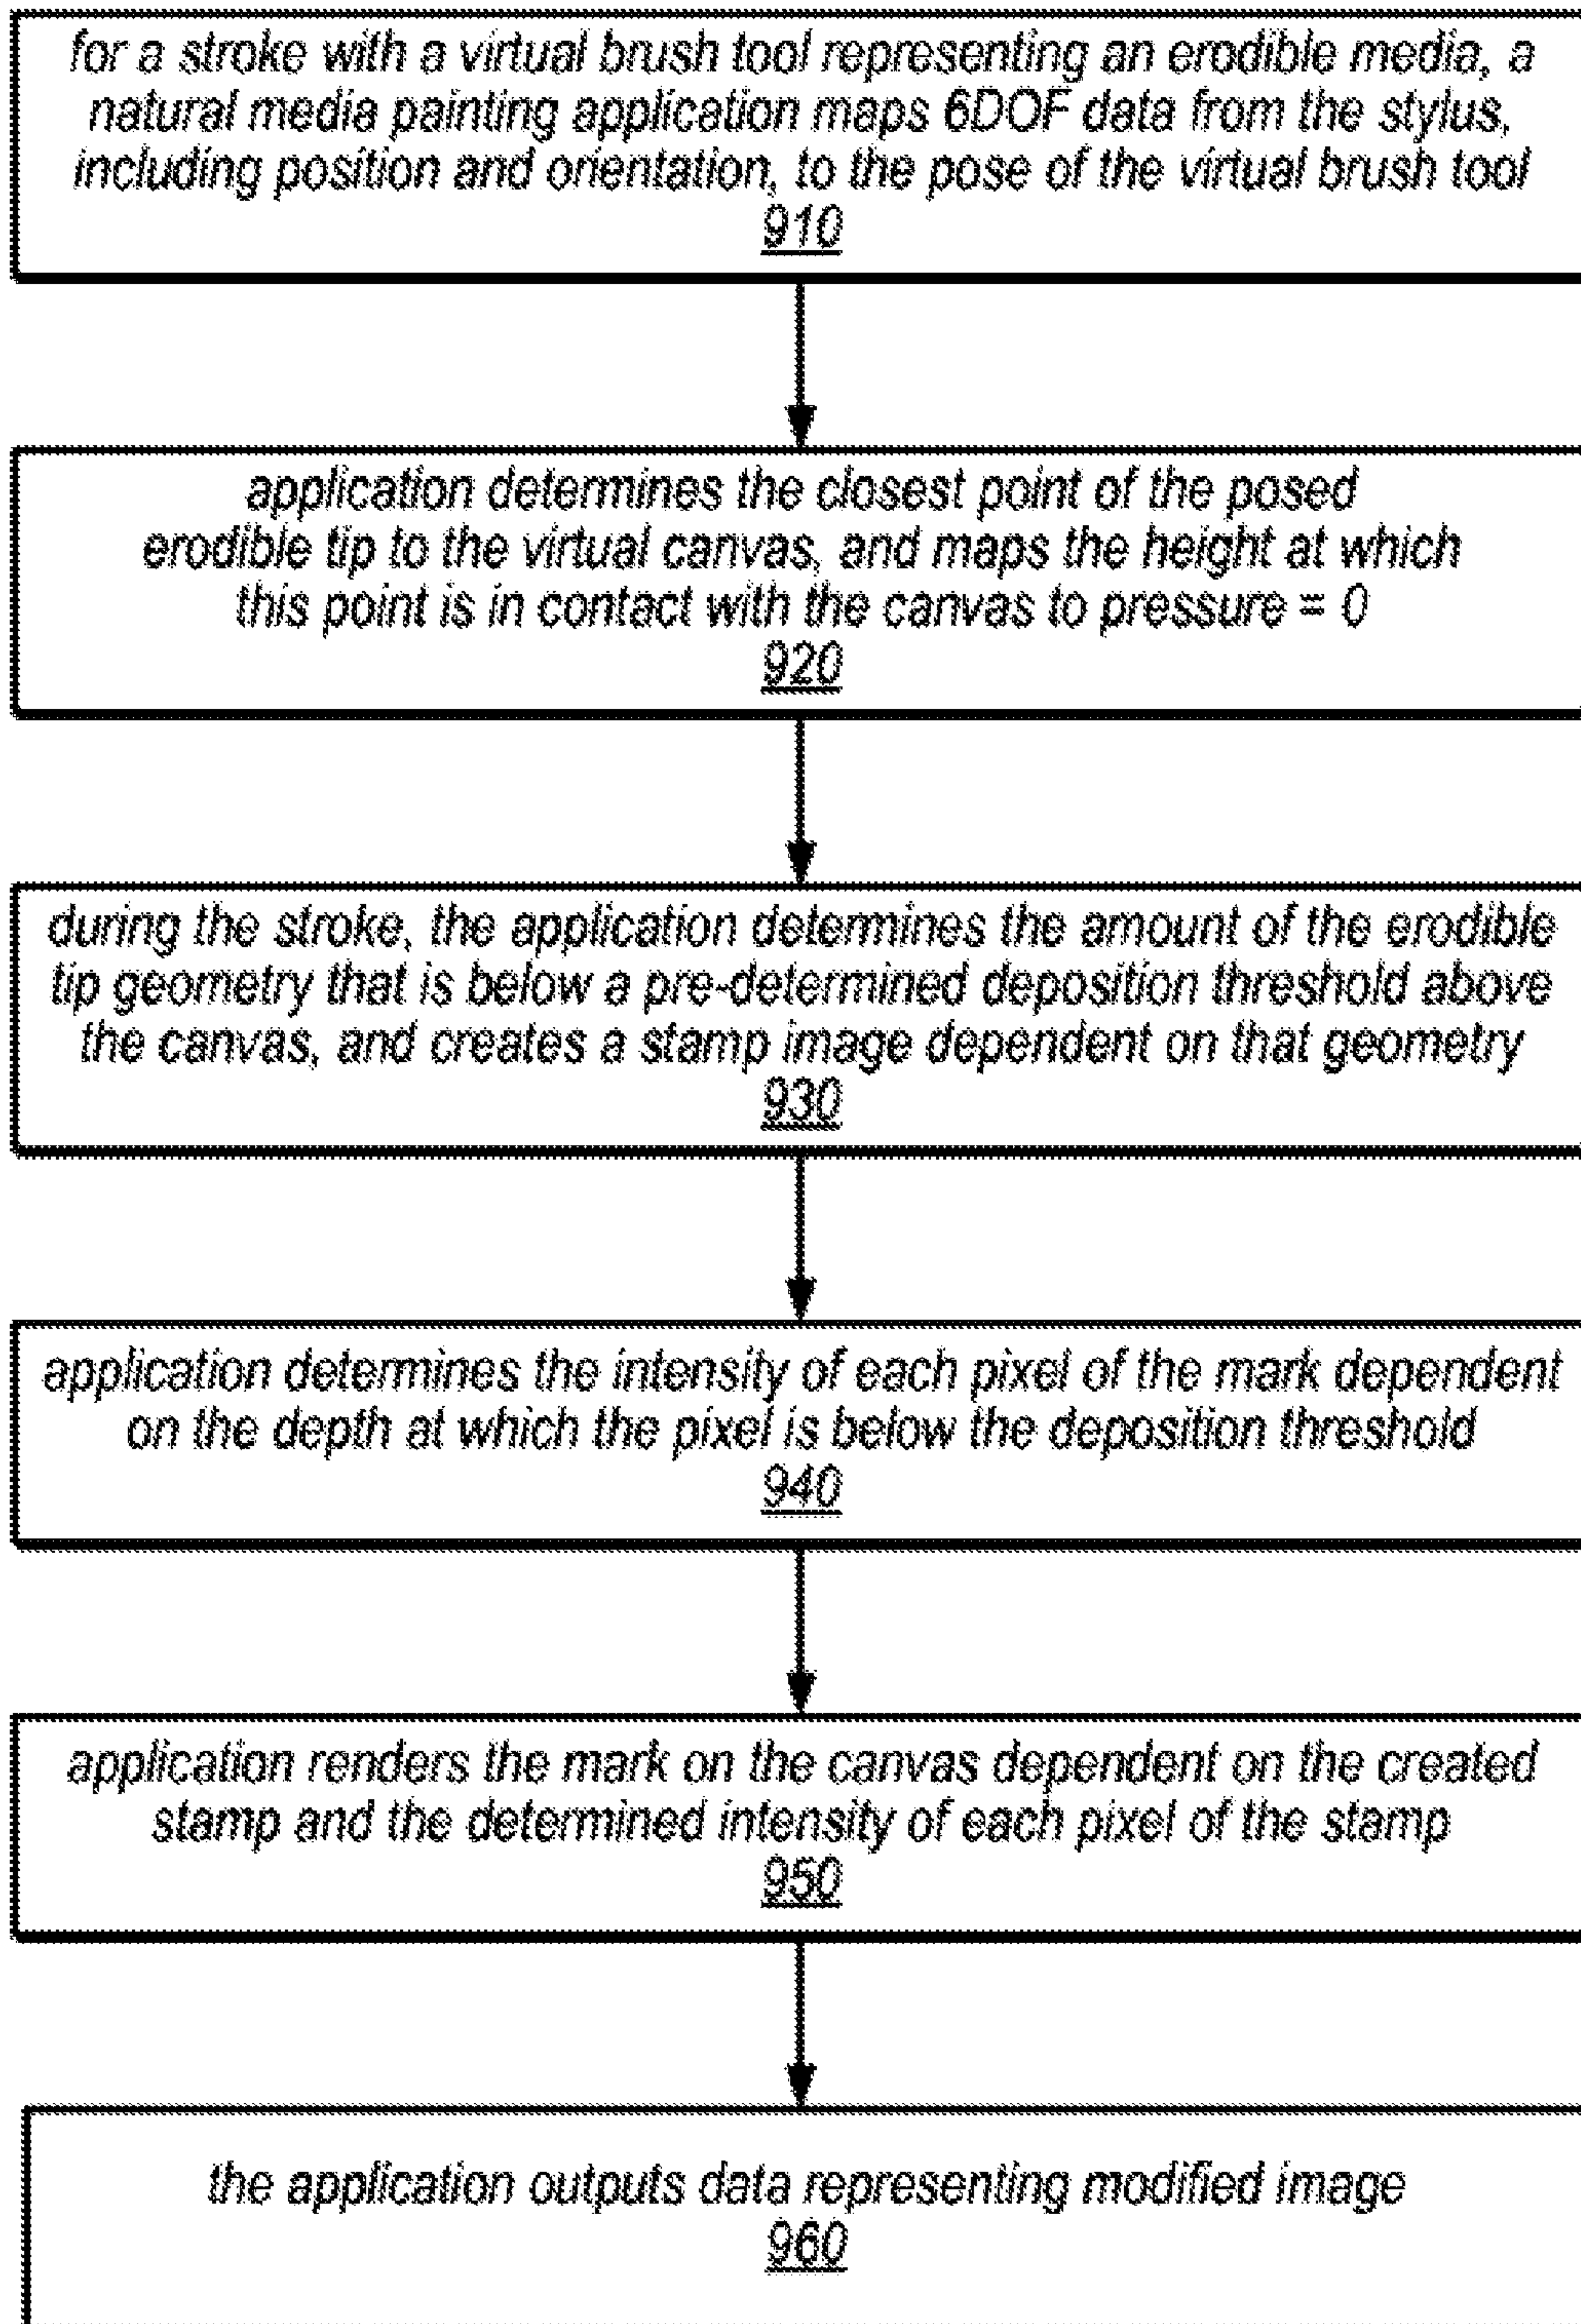 for a stroke with a virtual brush tool representing an erodible media, a
natural media painting application maps 6DOF data from the stylus,
including position and orientation, to the pose of the virtual brush tool
910
application determines the closest point of the posed
erodible tip to the virtual canvas, and maps the height at which
this point is in contact with the canvas to pressure = 0
920
during the stroke, the application determines the amount of the erodible
tip geometry that is below a pre-determined deposition threshold above
the canvas, and creates a stamp image dependent on that geometry
930
application determines the intensity of each pixel of the mark dependent
on the depth at which the pixel is below the deposition threshold
940
application renders the mark on the canvas dependent on the created
stamp and the determined intensity of each pixel of the stamp
950
the application outputs data representing modified image
960